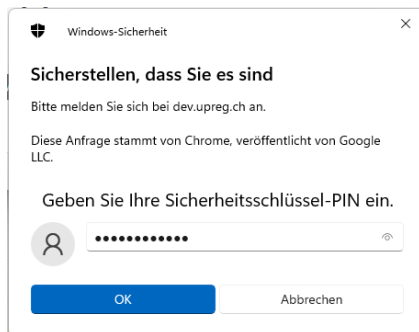 Windows-Sicherheit
Sicherstellen, dass Sie es sind
Bitte melden Sie sich bei dev.upreg.ch an.
Diese Anfrage stammt von Chrome, veröffentlicht von Google
LLC.
Geben Sie Ihre Sicherheitsschlüssel-PIN ein.
••••••••••••
OK
Abbrechen